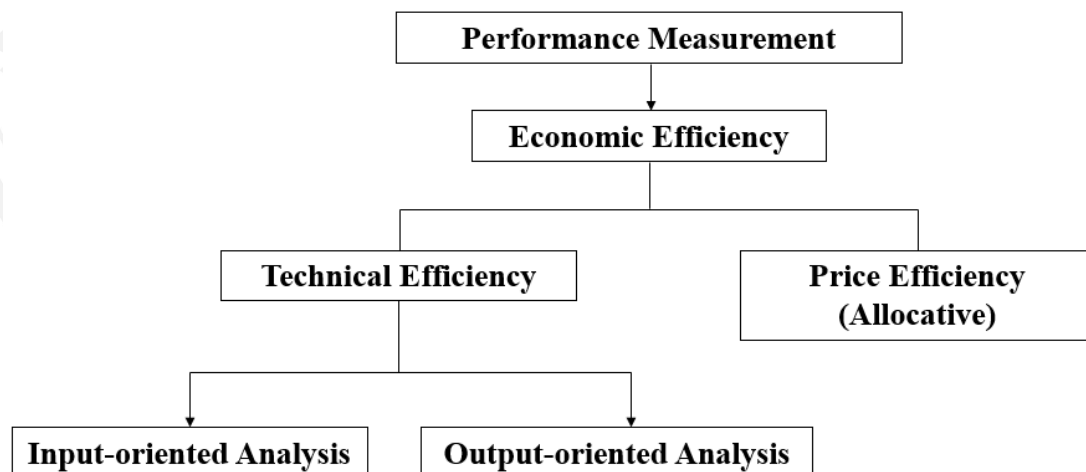 Performance Measurement
Economic Efficiency
Technical Efficiency
Price Efficiency
(Allocative)
Input-oriented Analysis
Output-oriented Analysis